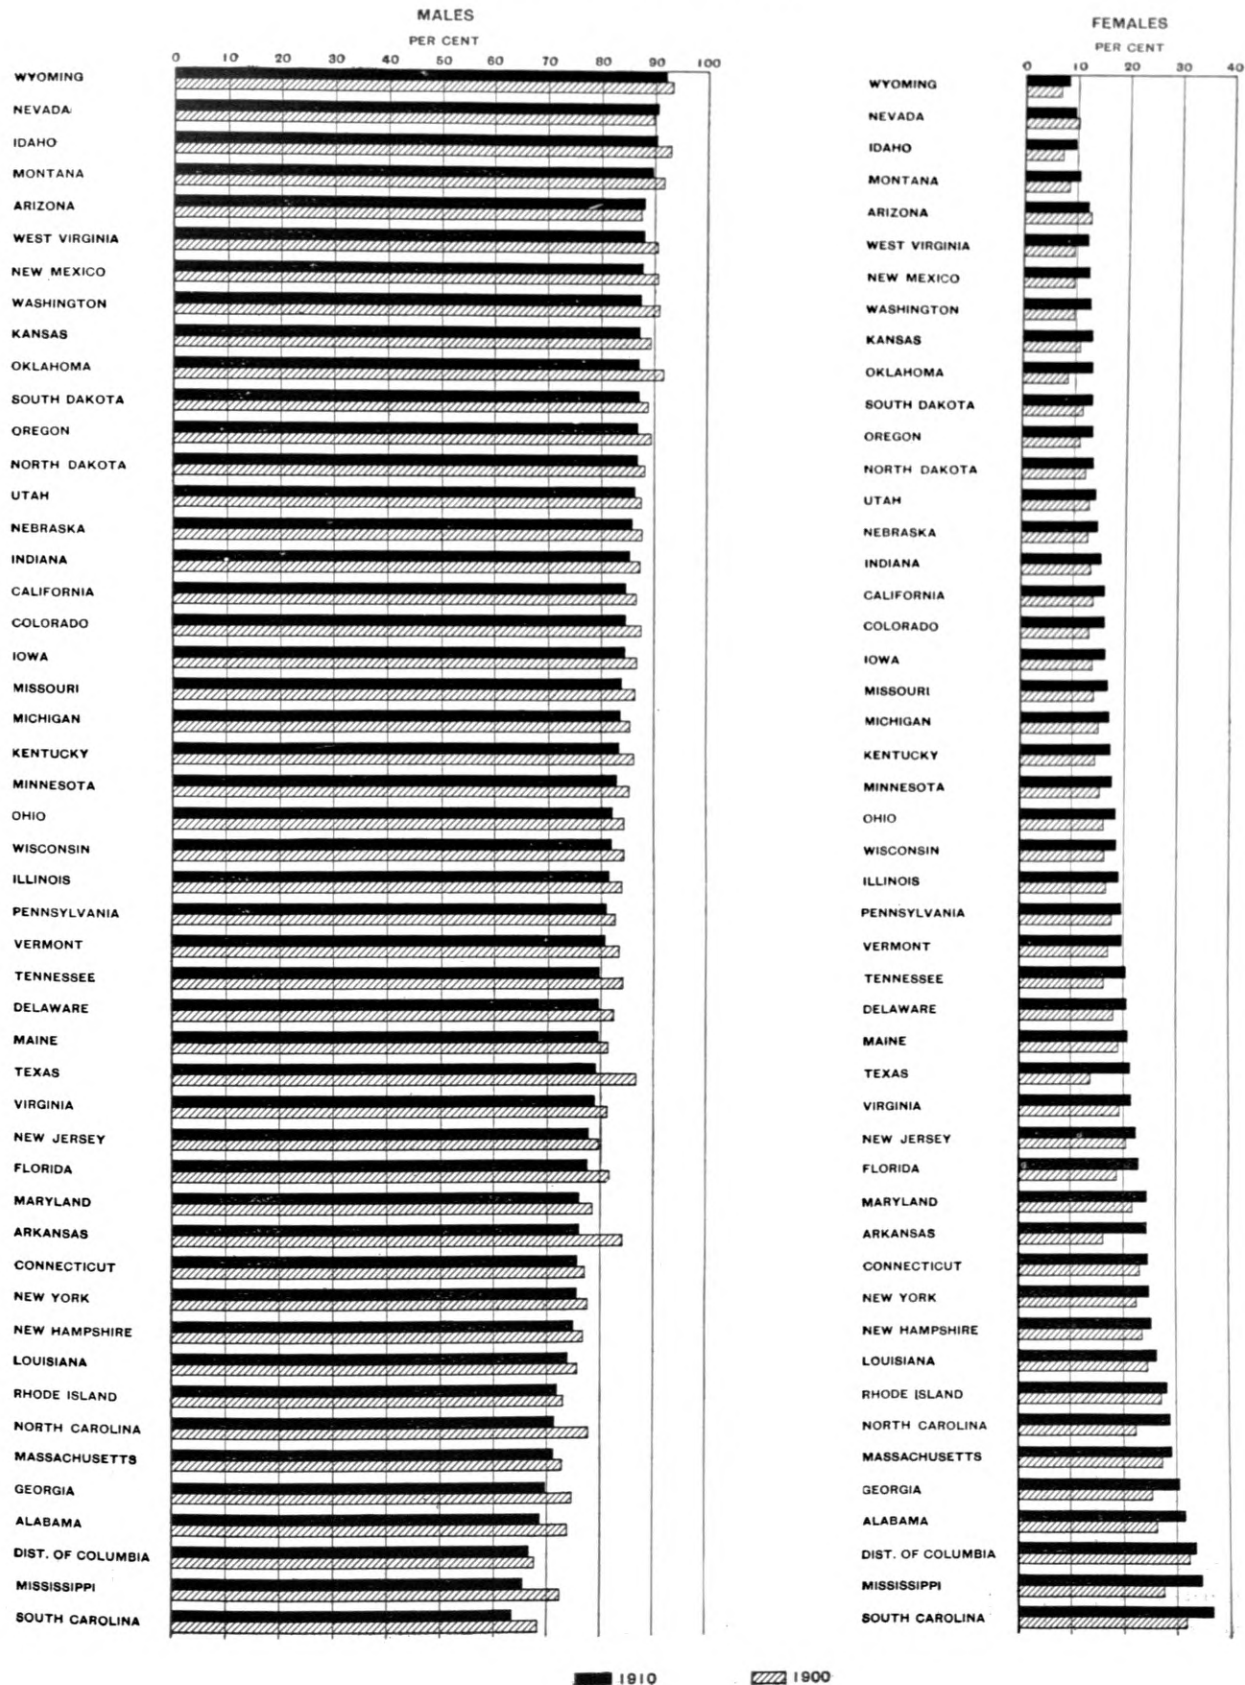 MALES
PER CENT
0 10 20 30 40 50 60 70 80 90 100
WYOMING
NEVADA
IDAHO
MONTANA
ARIZONA
WEST VIRGINIA
NEW MEXICO
WASHINGTON
KANSAS
OKLAHOMA
SOUTH DAKOTA
OREGON
NORTH DAKOTA
UTAH
NEBRASKA
INDIANA
CALIFORNIA
COLORADO
IOWA
MISSOURI
MICHIGAN
KENTUCKY
MINNESOTA
OHIO
WISCONSIN
ILLINOIS
PENNSYLVANIA
VERMONT
TENNESSEE
DELAWARE
MAINE
TEXAS
VIRGINIA
NEW JERSEY
FLORIDA
MARYLAND
ARKANSAS
CONNECTICUT
NEW YORK
NEW HAMPSHIRE
LOUISIANA
RHODE ISLAND
NORTH CAROLINA
MASSACHUSETTS
GEORGIA
ALABAMA
DIST. OF COLUMBIA
MISSISSIPPI
SOUTH CAROLINA
FEMALES
PER CENT
0 10 20 30 40
WYOMING
NEVADA
IDAHO
MONTANA
ARIZONA
WEST VIRGINIA
NEW MEXICO
WASHINGTON
KANSAS
OKLAHOMA
SOUTH DAKOTA
OREGON
NORTH DAKOTA
UTAH
NEBRASKA
INDIANA
CALIFORNIA
COLORADO
IOWA
MISSOURI
MICHIGAN
KENTUCKY
MINNESOTA
OHIO
WISCONSIN
ILLINOIS
PENNSYLVANIA
VERMONT
TENNESSEE
DELAWARE
MAINE
TEXAS
VIRGINIA
NEW JERSEY
FLORIDA
MARYLAND
ARKANSAS
CONNECTICUT
NEW YORK
NEW HAMPSHIRE
LOUISIANA
RHODE ISLAND
NORTH CAROLINA
MASSACHUSETTS
GEORGIA
ALABAMA
DIST. OF COLUMBIA
MISSISSIPPI
SOUTH CAROLINA
1910 1900